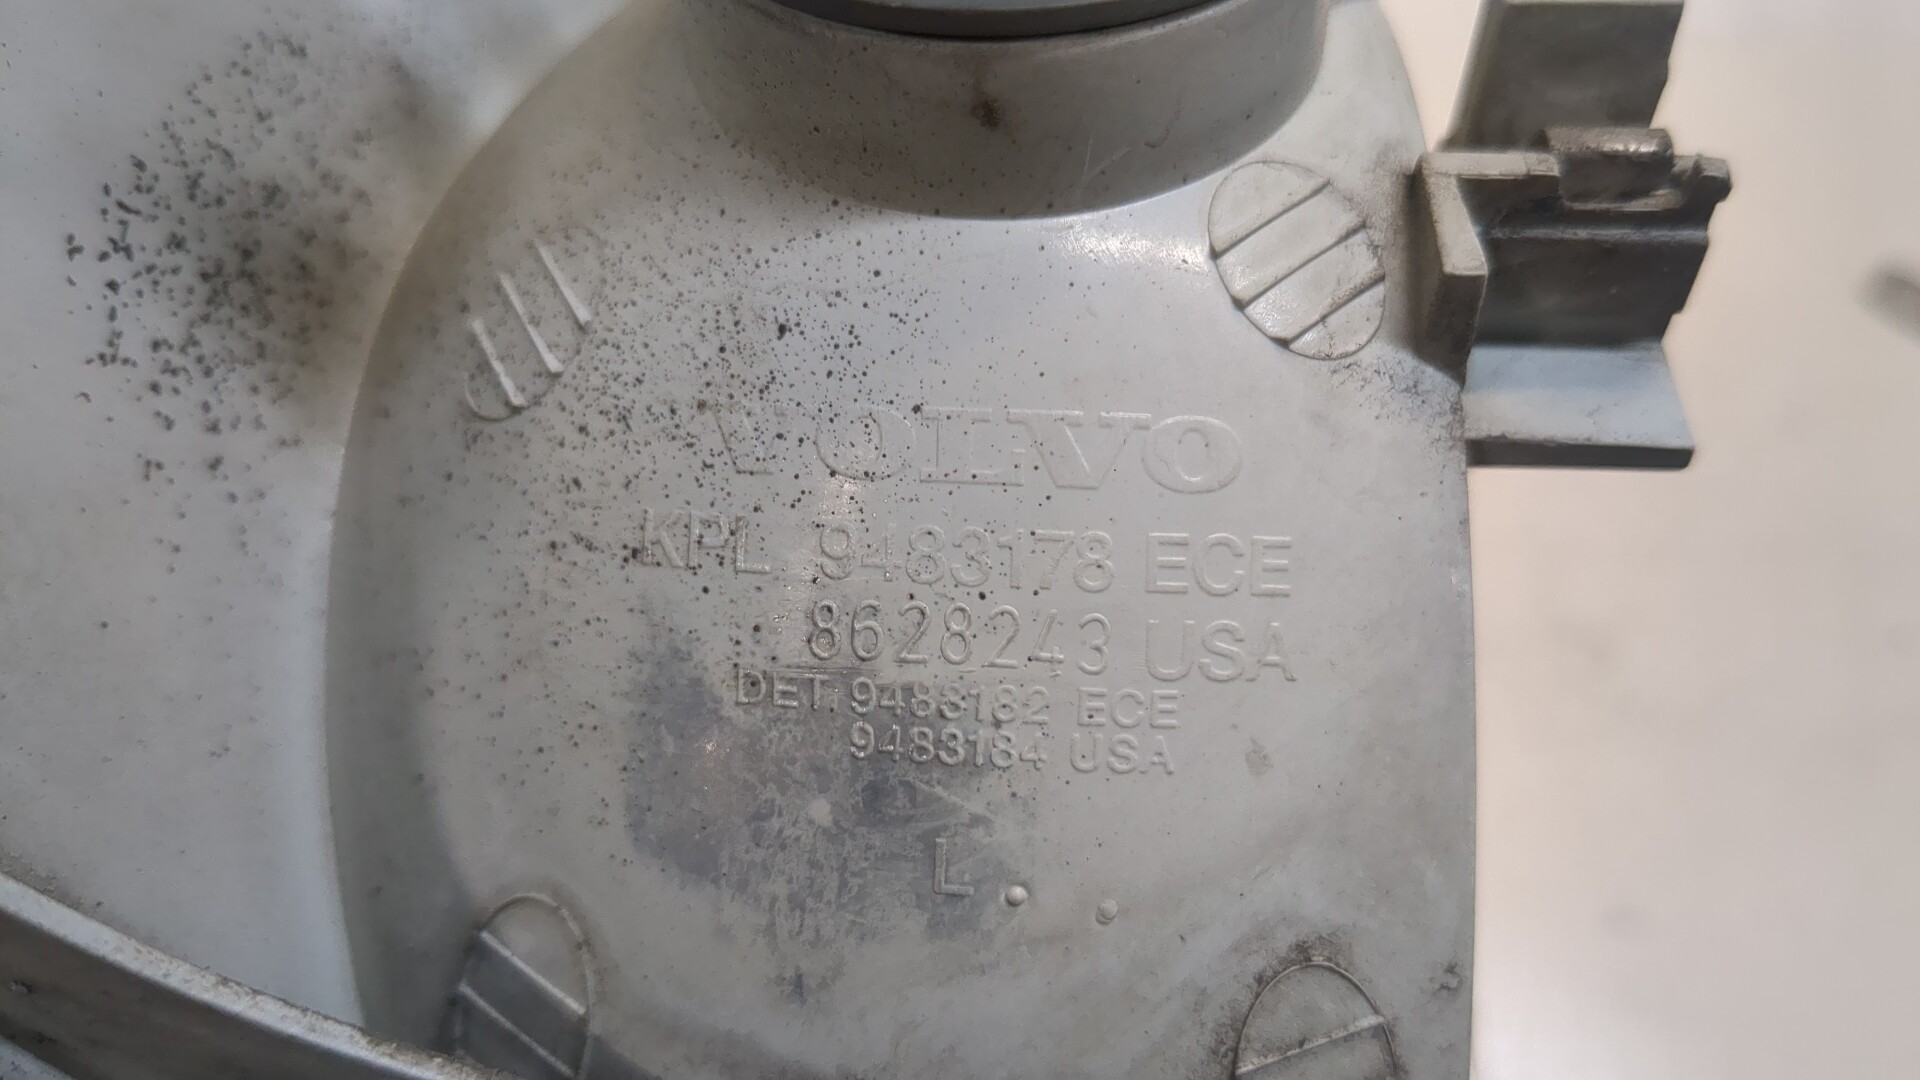 VOLVO
KPL 9483178 ECE
8628243 USA
DET. 9483182 ECE
9483184 USA
L